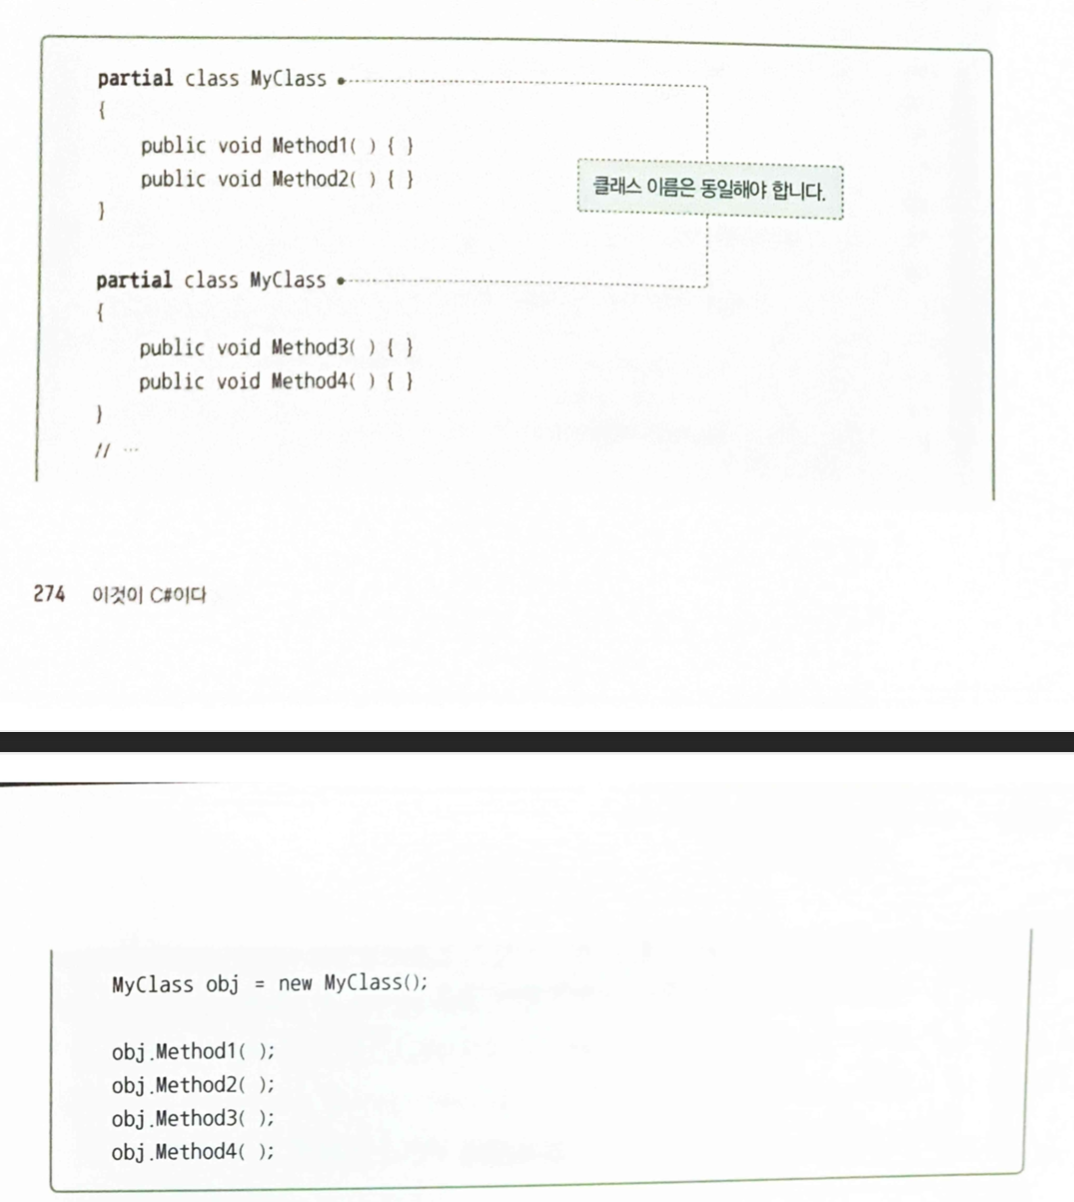 partial class MyClass
{
public void Method1( ) { }
public void Method2( ) { }
}
클래스 이름은 동일해야 합니다.
partial class MyClass
{
public void Method3( ) { }
public void Method4( ) { }
}
// …
274 이것이 C#이다
MyClass obj = new MyClass();
obj.Method1( );
obj.Method2( );
obj.Method3( );
obj.Method4( );